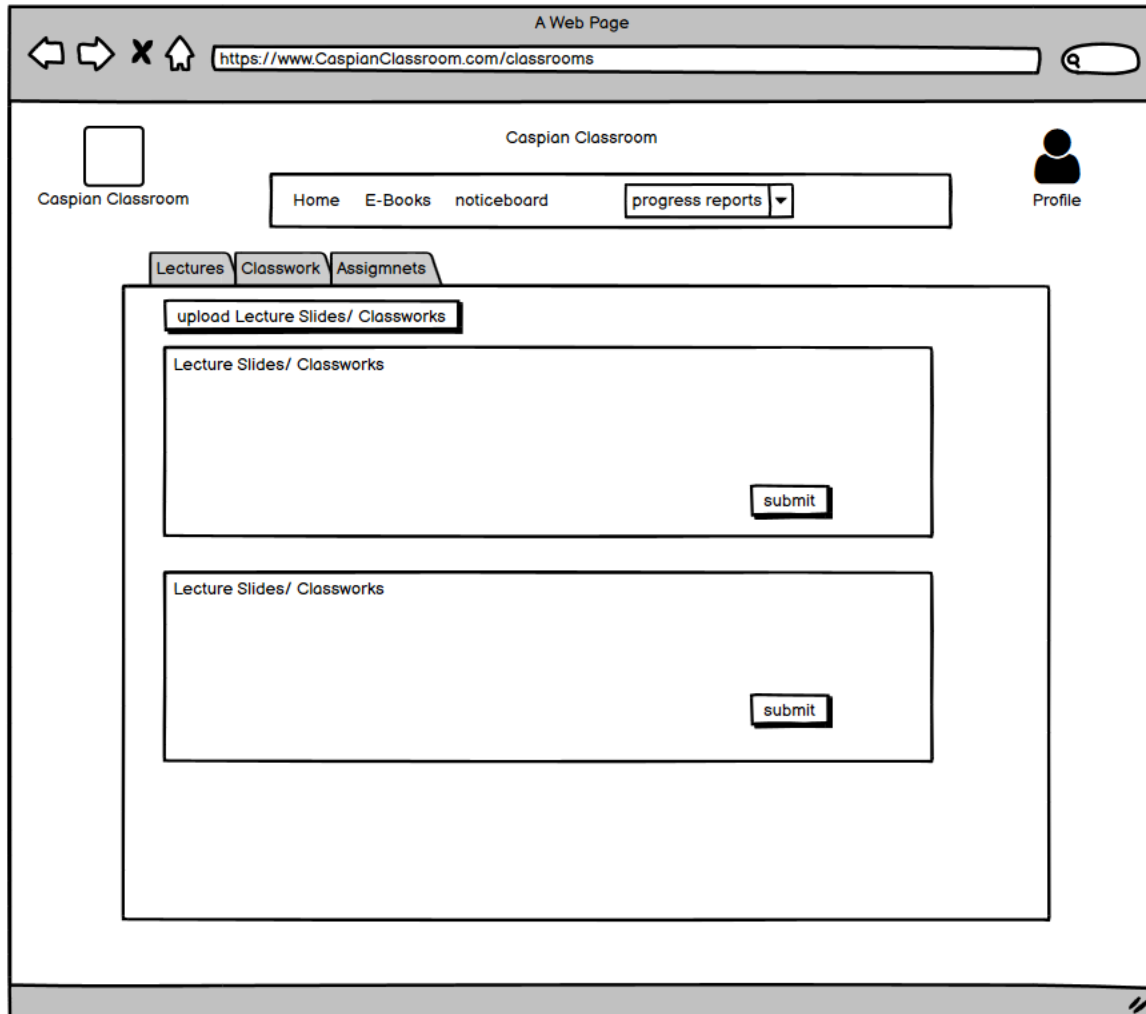 A Web Page
https://www.CaspianClassroom.com/classrooms
Caspian Classroom
Caspian Classroom
Profile
Home E-Books noticeboard progress reports
Lectures Classwork Assigmnets
upload Lecture Slides/ Classworks
Lecture Slides/ Classworks
submit
Lecture Slides/ Classworks
submit